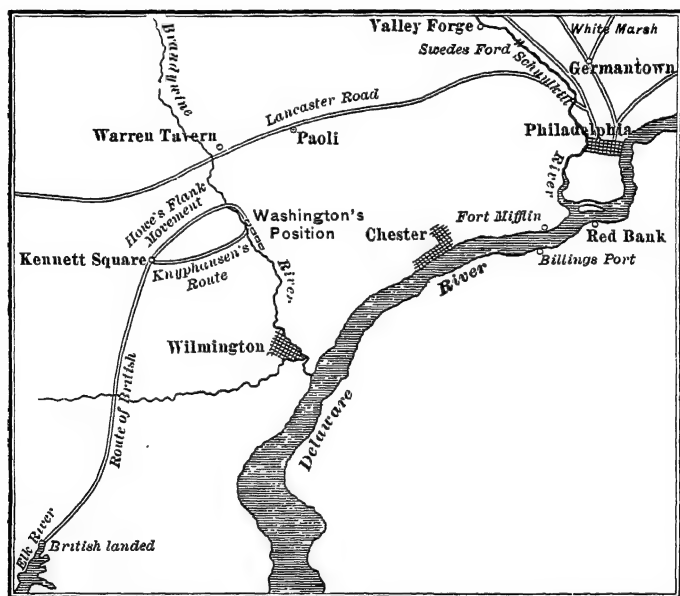 Valley Forge
White Marsh
Swedes Ford
Germantown
Brandywine
Schuylkill
Lancaster Road
Warren Tavern
Paoli
Philadelphia
River
Howe's Flank
Movement
Washington's
Position
Fort Mifflin
Chester
Red Bank
Kennett Square
Knyphausen's
Route
River
Billings Port
River
Wilmington
Route of British
Delaware
Elk River
British landed